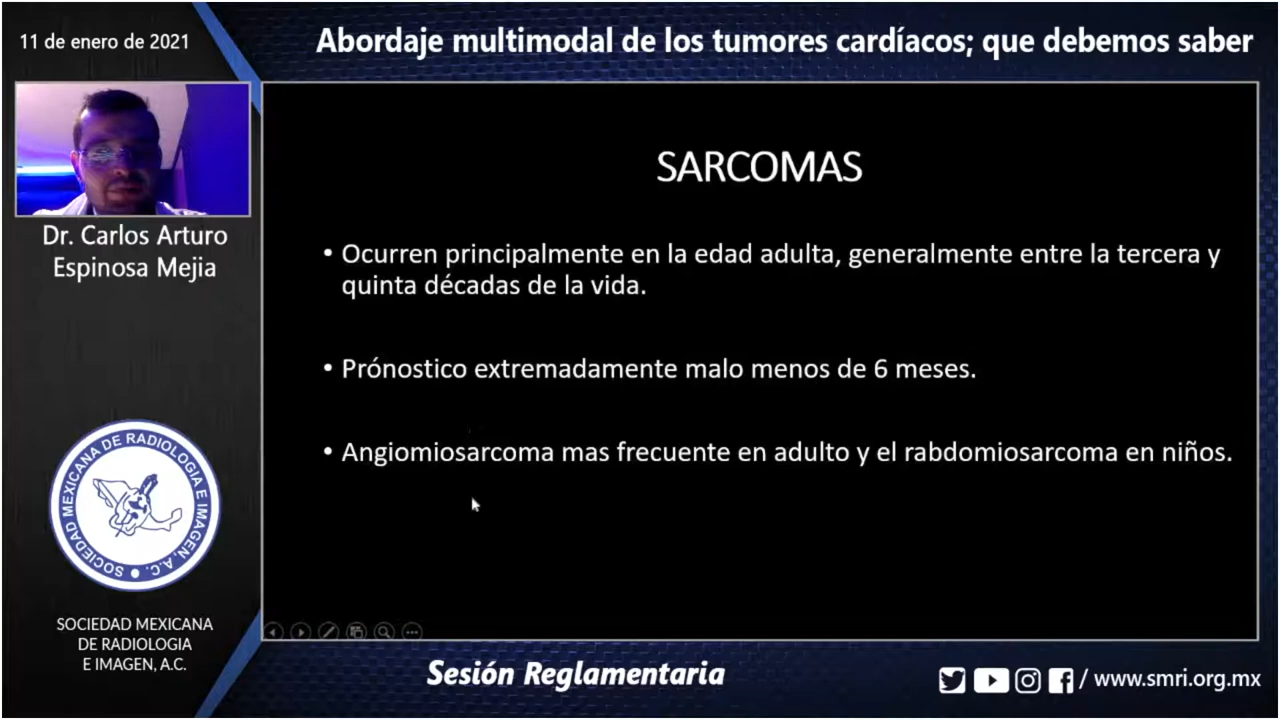 11 de enero de 2021
Abordaje multimodal de los tumores cardíacos; que debemos saber
Dr. Carlos Arturo
Espinosa Mejia
SARCOMAS
• Ocurren principalmente en la edad adulta, generalmente entre la tercera y
quinta décadas de la vida.
• Prónostico extremadamente malo menos de 6 meses.
• Angiomiosarcoma mas frecuente en adulto y el rabdomiosarcoma en niños.
SOCIEDAD MEXICANA DE RADIOLOGIA E IMAGEN, A.C.
SOCIEDAD MEXICANA
DE RADIOLOGIA
E IMAGEN, A.C.
Sesión Reglamentaria
/ www.smri.org.mx